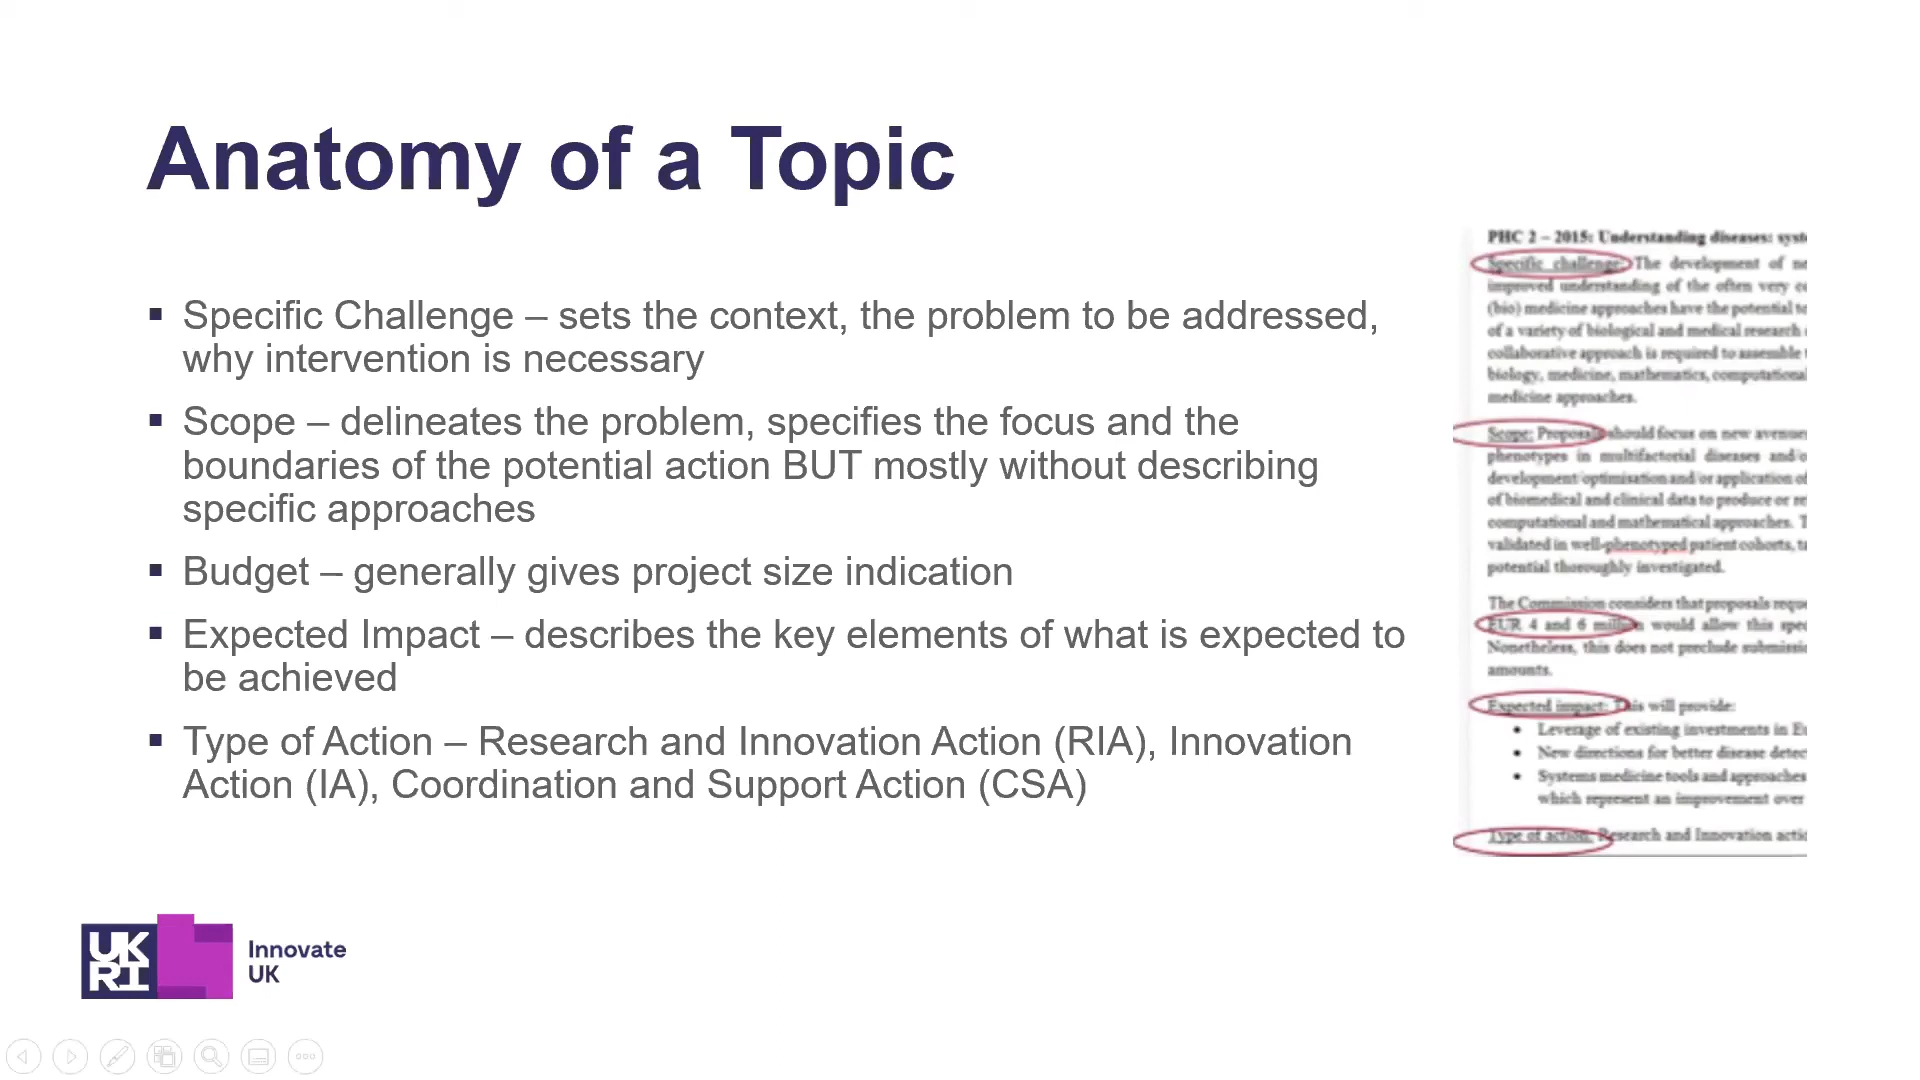 Anatomy of a Topic
▪ Specific Challenge – sets the context, the problem to be addressed,
why intervention is necessary
▪ Scope – delineates the problem, specifies the focus and the
boundaries of the potential action BUT mostly without describing
specific approaches
▪ Budget – generally gives project size indication
▪ Expected Impact – describes the key elements of what is expected to
be achieved
▪ Type of Action – Research and Innovation Action (RIA), Innovation
Action (IA), Coordination and Support Action (CSA)
PHC 2 – 2015: Understanding diseases:
Specific challenge: The development of
improved understanding of the often very
(bio) medicine approaches have the potential
of a variety of biological and medical research
collaborative approach is required to assemble
biology, medicine, mathematics, computational
medicine approaches.
Scope: Proposals should focus on new
phenotypes in multifactorial diseases
development/optimisation and/or application
of biomedical and clinical data to produce or
computational and mathematical approaches.
validated in well-phenotyped patient cohorts,
potential thoroughly investigated.
The Commission considers that proposals
EUR 4 and 6 million would allow this
Nonetheless, this does not preclude
amounts.
Expected impact: This will provide:
• Leverage of existing investments in
• New directions for better disease
• Systems medicine tools and approaches
which represent an improvement over
Type of action: Research and Innovation
UK
RI
Innovate
UK